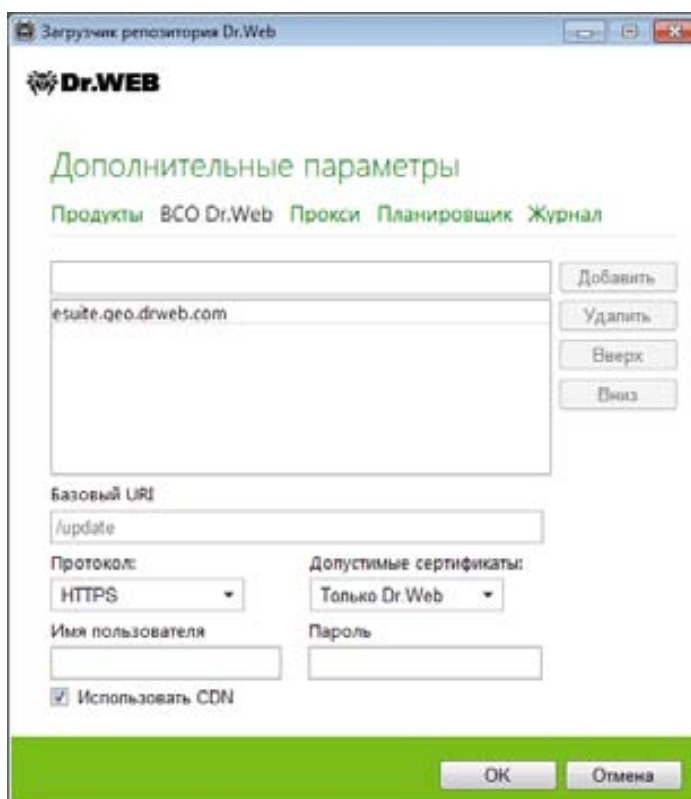 Загрузчик репозитория Dr.Web
Dr.WEB
Дополнительные параметры
Продукты ВСО Dr.Web Прокси Планировщик Журнал
Добавить
esuite.geo.drweb.com
Удалить
Вверх
Вниз
Базовый URI
/update
Протокол: Допустимые сертификаты:
HTTPS Только Dr.Web
Имя пользователя Пароль
Использовать CDN
OK Отмена